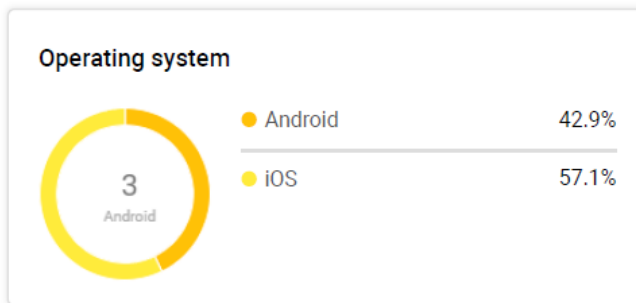 Operating system
3
Android
Android 42.9%
iOS 57.1%